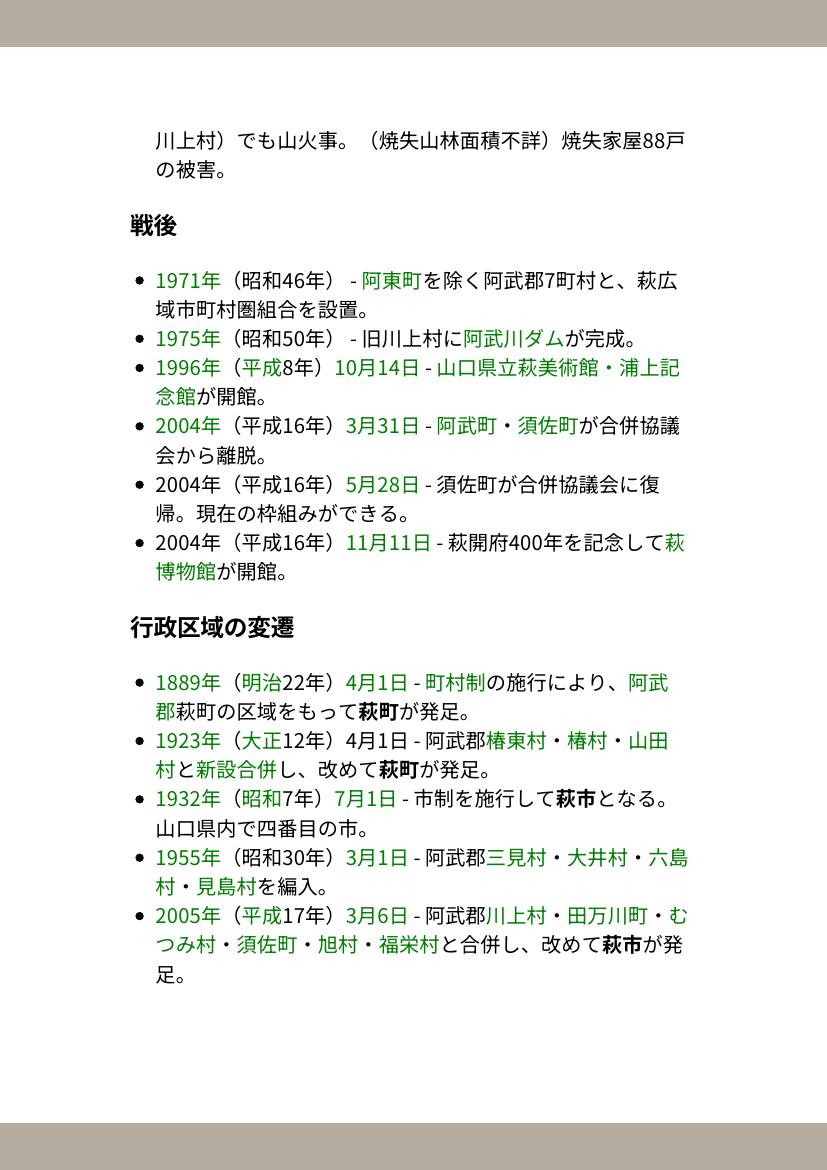 川上村）でも山火事。（焼失山林面積不詳）焼失家屋88戸
の被害。
戦後
• 1971年（昭和46年） - 阿東町を除く阿武郡7町村と、萩広
域市町村圏組合を設置。
• 1975年（昭和50年） - 旧川上村に阿武川ダムが完成。
• 1996年（平成8年）10月14日 - 山口県立萩美術館・浦上記
念館が開館。
• 2004年（平成16年）3月31日 - 阿武町・須佐町が合併協議
会から離脱。
• 2004年（平成16年）5月28日 - 須佐町が合併協議会に復
帰。現在の枠組みができる。
• 2004年（平成16年）11月11日 - 萩開府400年を記念して萩
博物館が開館。
行政区域の変遷
• 1889年（明治22年）4月1日 - 町村制の施行により、阿武
郡萩町の区域をもって萩町が発足。
• 1923年（大正12年）4月1日 - 阿武郡椿東村・椿村・山田
村と新設合併し、改めて萩町が発足。
• 1932年（昭和7年）7月1日 - 市制を施行して萩市となる。
山口県内で四番目の市。
• 1955年（昭和30年）3月1日 - 阿武郡三見村・大井村・六島
村・見島村を編入。
• 2005年（平成17年）3月6日 - 阿武郡川上村・田万川町・む
つみ村・須佐町・旭村・福栄村と合併し、改めて萩市が発
足。